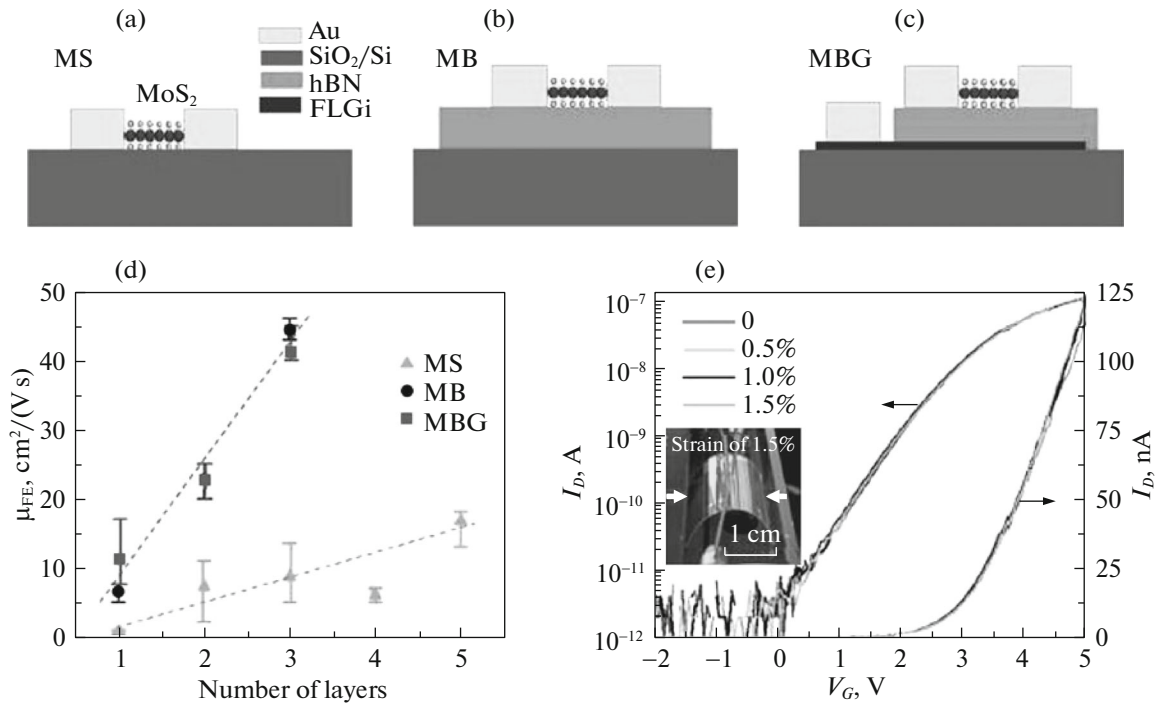 (a)
MS
MoS₂
Au
SiO₂/Si
hBN
FLGi
(b)
MB
(c)
MBG
(d)
μFE, cm²/(V s)
50
40
30
20
10
0
MS
MB
MBG
1 2 3 4 5
Number of layers
(e)
I_D, A
10⁻⁷
10⁻⁸
10⁻⁹
10⁻¹⁰
10⁻¹¹
10⁻¹²
0
0.5%
1.0%
1.5%
Strain of 1.5%
1 cm
125
100
75
50
25
0
I_D, nA
−2 −1 0 1 2 3 4 5
V_G, V